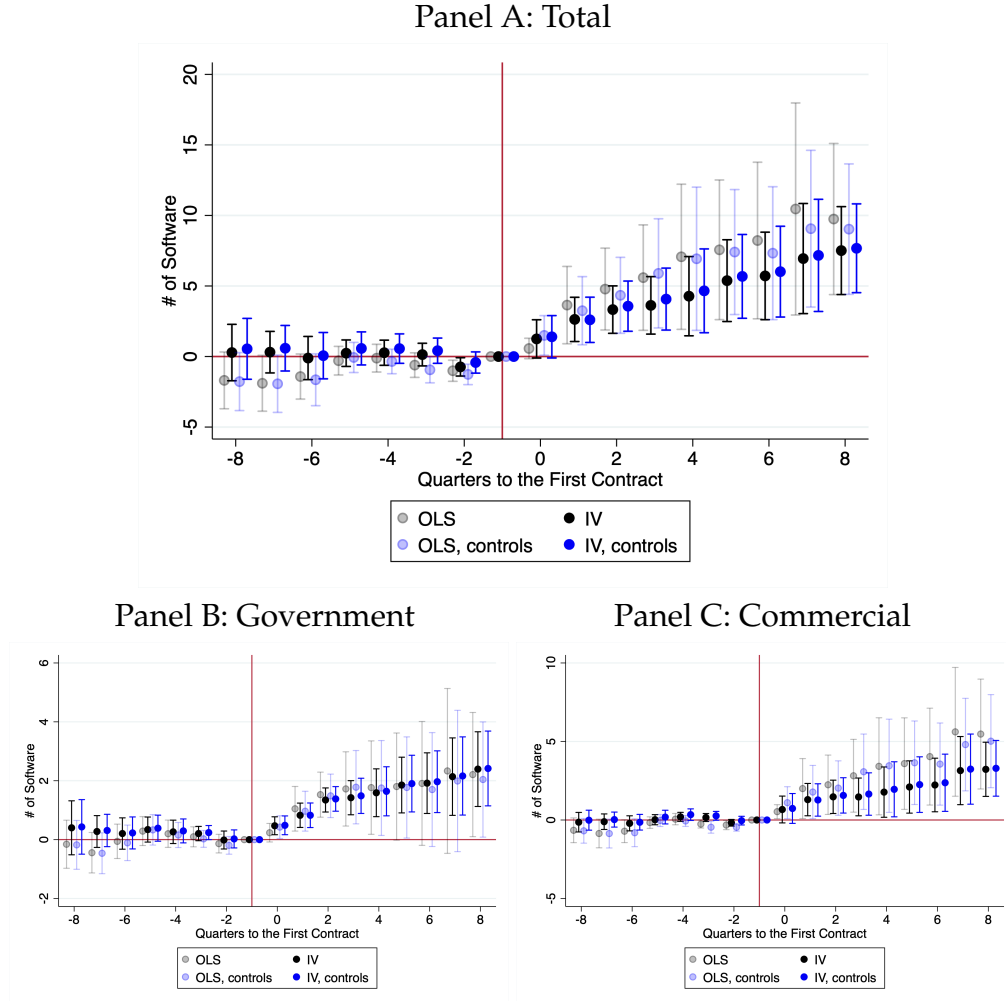 Panel A: Total
20
15
10
5
0
-5
# of Software
-8 -6 -4 -2 0 2 4 6 8
Quarters to the First Contract
OLS IV
OLS, controls IV, controls
Panel B: Government
6
4
2
0
-2
# of Software
-8 -6 -4 -2 0 2 4 6 8
Quarters to the First Contract
OLS IV
OLS, controls IV, controls
Panel C: Commercial
10
5
0
-5
# of Software
-8 -6 -4 -2 0 2 4 6 8
Quarters to the First Contract
OLS IV
OLS, controls IV, controls